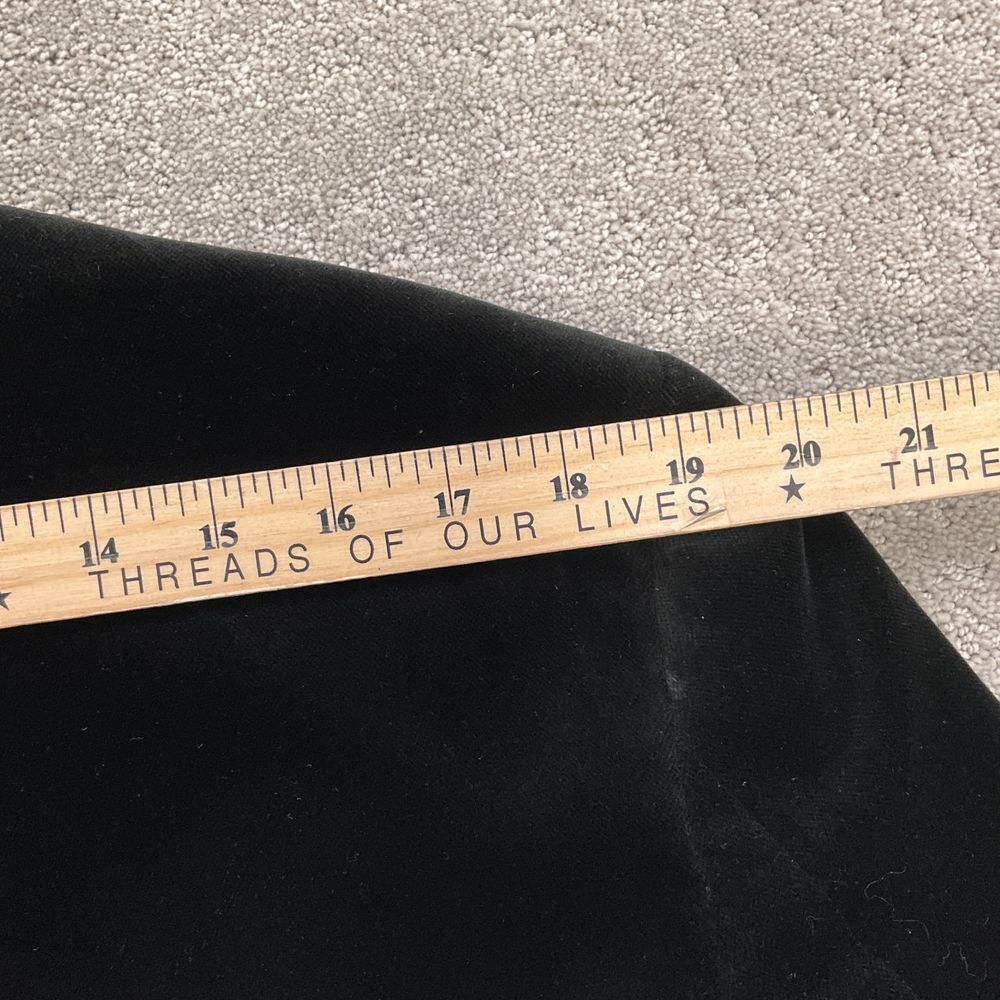 14 15 16 17 18 19 20 21
★ THREADS OF OUR LIVES ★ THRE